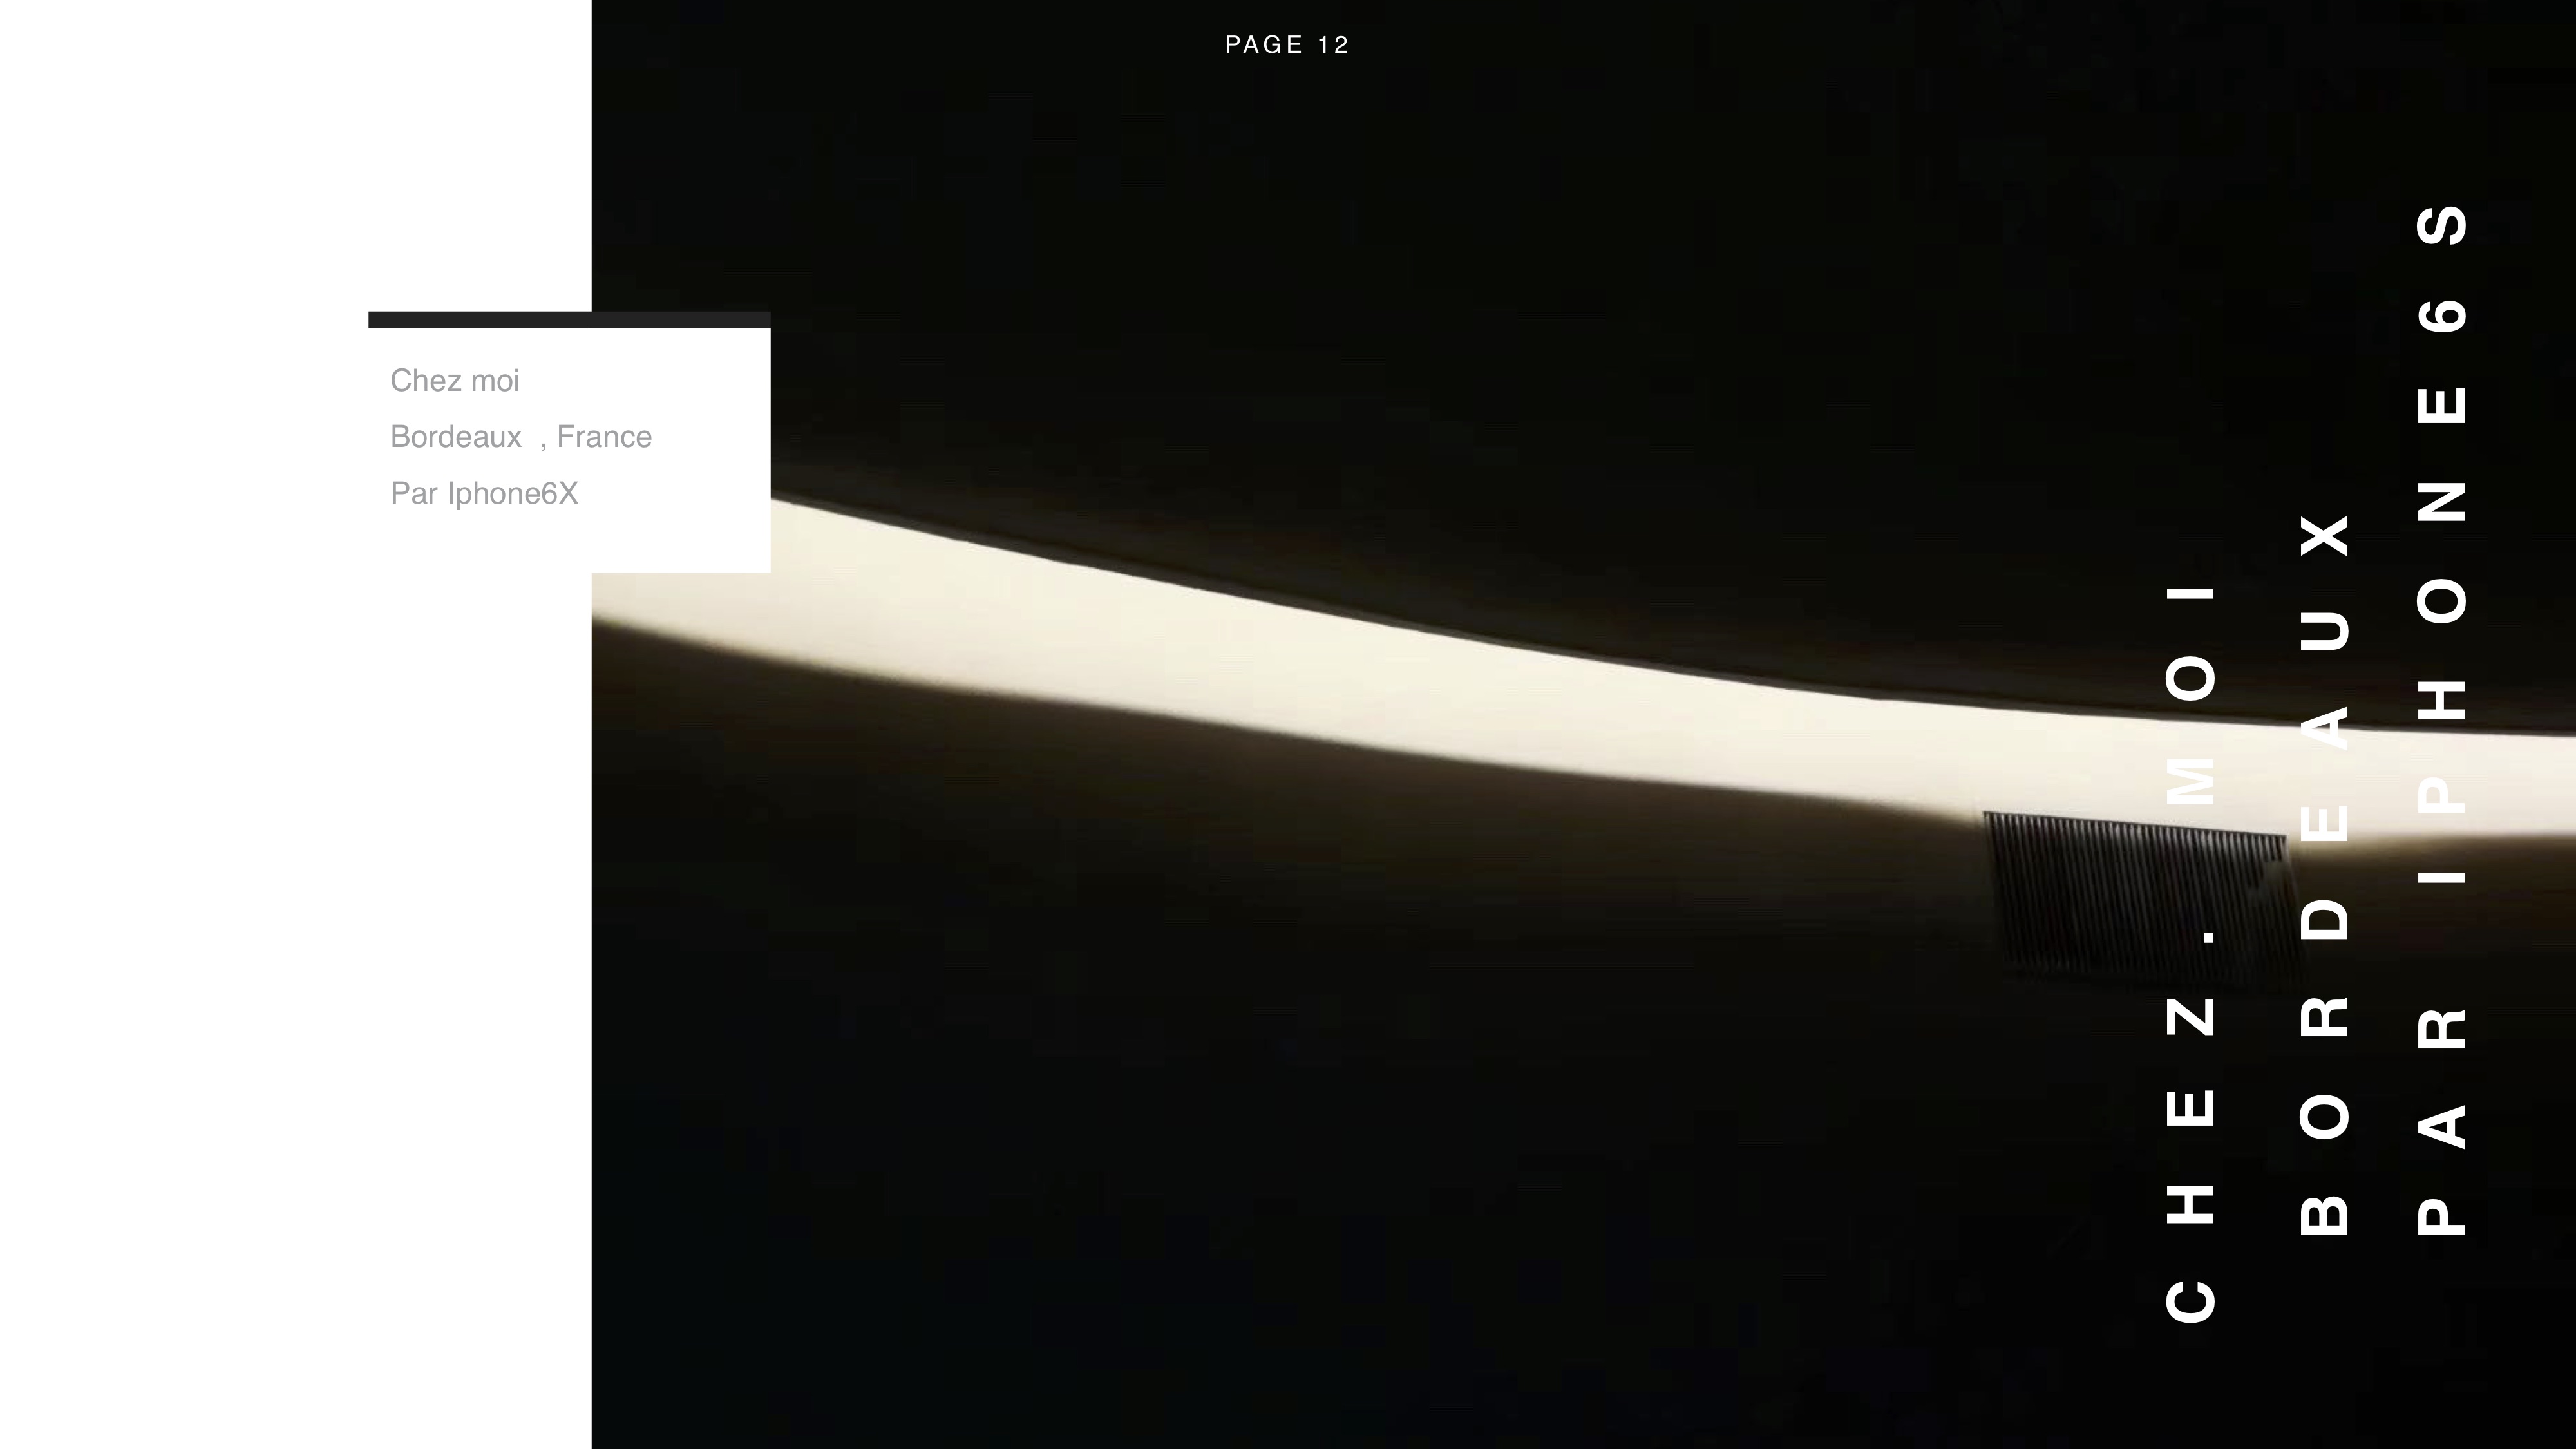 PAGE 12
Chez moi
Bordeaux , France
Par Iphone6X
CHEZ. MOI
BORDEAUX
PAR IPHONE6S